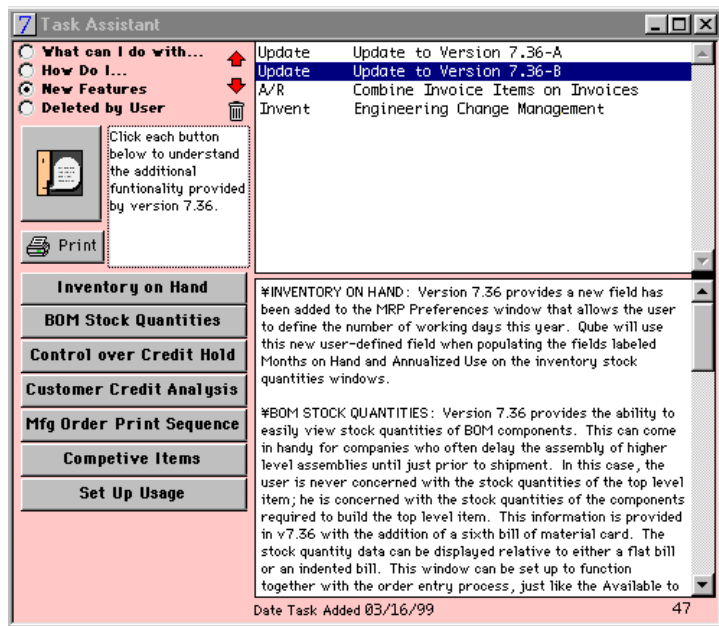 7 Task Assistant
What can I do with...
How Do I...
New Features
Deleted by User
Click each button
below to understand
the additional
funtionality provided
by version 7.36.
Print
Inventory on Hand
BOM Stock Quantities
Control over Credit Hold
Customer Credit Analysis
Mfg Order Print Sequence
Competive Items
Set Up Usage
Update Update to Version 7.36-A
Update Update to Version 7.36-B
A/R Combine Invoice Items on Invoices
Invent Engineering Change Management
¥INVENTORY ON HAND: Version 7.36 provides a new field has
been added to the MRP Preferences window that allows the user
to define the number of working days this year. Qube will use
this new user-defined field when populating the fields labeled
Months on Hand and Annualized Use on the inventory stock
quantities windows.
¥BOM STOCK QUANTITIES: Version 7.36 provides the ability to
easily view stock quantities of BOM components. This can come
in handy for companies who often delay the assembly of higher
level assemblies until just prior to shipment. In this case, the
user is never concerned with the stock quantities of the top level
item; he is concerned with the stock quantities of the components
required to build the top level item. This information is provided
in v7.36 with the addition of a sixth bill of material card. The
stock quantity data can be displayed relative to either a flat bill
or an indented bill. This window can be set up to function
together with the order entry process, just like the Available to
Date Task Added 03/16/99 47